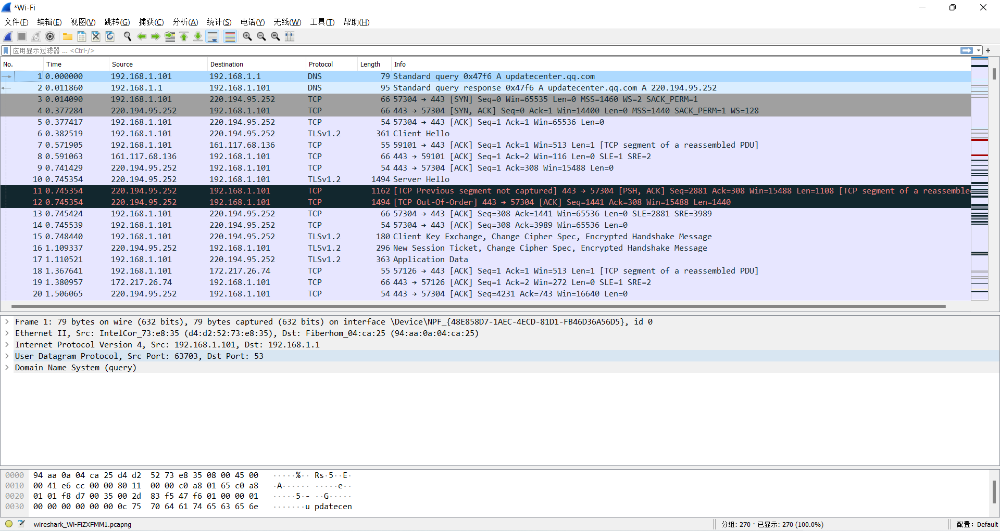 *Wi-Fi
文件(F) 编辑(E) 视图(V) 跳转(G) 捕获(C) 分析(A) 统计(S) 电话(Y) 无线(W) 工具(T) 帮助(H)
应用显示过滤器 … <Ctrl-/>
No. Time Source Destination Protocol Length Info
1 0.000000 192.168.1.101 192.168.1.1 DNS 79 Standard query 0x47f6 A updatecenter.qq.com
2 0.011860 192.168.1.1 192.168.1.101 DNS 95 Standard query response 0x47f6 A updatecenter.qq.com A 220.194.95.252
3 0.014090 192.168.1.101 220.194.95.252 TCP 66 57304 → 443 [SYN] Seq=0 Win=65535 Len=0 MSS=1460 WS=2 SACK_PERM=1
4 0.377284 220.194.95.252 192.168.1.101 TCP 66 443 → 57304 [SYN, ACK] Seq=0 Ack=1 Win=14400 Len=0 MSS=1440 SACK_PERM=1 WS=128
5 0.377417 192.168.1.101 220.194.95.252 TCP 54 57304 → 443 [ACK] Seq=1 Ack=1 Win=65536 Len=0
6 0.382519 192.168.1.101 220.194.95.252 TLSv1.2 361 Client Hello
7 0.571905 192.168.1.101 161.117.68.136 TCP 55 59101 → 443 [ACK] Seq=1 Ack=1 Win=513 Len=1 [TCP segment of a reassembled PDU]
8 0.591063 161.117.68.136 192.168.1.101 TCP 66 443 → 59101 [ACK] Seq=1 Ack=2 Win=116 Len=0 SLE=1 SRE=2
9 0.741429 220.194.95.252 192.168.1.101 TCP 54 443 → 57304 [ACK] Seq=1 Ack=308 Win=15488 Len=0
10 0.745354 220.194.95.252 192.168.1.101 TLSv1.2 1494 Server Hello
11 0.745354 220.194.95.252 192.168.1.101 TCP 1162 [TCP Previous segment not captured] 443 → 57304 [PSH, ACK] Seq=2881 Ack=308 Win=15488 Len=1108 [TCP segment of a reassemble
12 0.745354 220.194.95.252 192.168.1.101 TCP 1494 [TCP Out-Of-Order] 443 → 57304 [ACK] Seq=1441 Ack=308 Win=15488 Len=1440
13 0.745424 192.168.1.101 220.194.95.252 TCP 66 57304 → 443 [ACK] Seq=308 Ack=1441 Win=65536 Len=0 SLE=2881 SRE=3989
14 0.745539 192.168.1.101 220.194.95.252 TCP 54 57304 → 443 [ACK] Seq=308 Ack=3989 Win=65536 Len=0
15 0.748440 192.168.1.101 220.194.95.252 TLSv1.2 180 Client Key Exchange, Change Cipher Spec, Encrypted Handshake Message
16 1.109337 220.194.95.252 192.168.1.101 TLSv1.2 296 New Session Ticket, Change Cipher Spec, Encrypted Handshake Message
17 1.110521 192.168.1.101 220.194.95.252 TLSv1.2 363 Application Data
18 1.367641 192.168.1.101 172.217.26.74 TCP 55 57126 → 443 [ACK] Seq=1 Ack=1 Win=513 Len=1 [TCP segment of a reassembled PDU]
19 1.380957 172.217.26.74 192.168.1.101 TCP 66 443 → 57126 [ACK] Seq=1 Ack=2 Win=272 Len=0 SLE=1 SRE=2
20 1.506065 220.194.95.252 192.168.1.101 TCP 54 443 → 57304 [ACK] Seq=4231 Ack=743 Win=16640 Len=0
Frame 1: 79 bytes on wire (632 bits), 79 bytes captured (632 bits) on interface \Device\NPF_{48E858D7-1AEC-4ECD-81D1-FB46D36A56D5}, id 0
Ethernet II, Src: IntelCor_73:e8:35 (d4:d2:52:73:e8:35), Dst: Fiberhom_04:ca:25 (94:aa:0a:04:ca:25)
Internet Protocol Version 4, Src: 192.168.1.101, Dst: 192.168.1.1
User Datagram Protocol, Src Port: 63703, Dst Port: 53
Domain Name System (query)
0000 94 aa 0a 04 ca 25 d4 d2 52 73 e8 35 08 00 45 00 ·····%·· Rs·5··E·
0010 00 41 e6 cc 00 00 80 11 00 00 c0 a8 01 65 c0 a8 ·A······ ·····e··
0020 01 01 f8 d7 00 35 00 2d 83 f5 47 f6 01 00 00 01 ·····5·- ··G·····
0030 00 00 00 00 00 00 0c 75 70 64 61 74 65 63 65 6e ·······u pdatecen
wireshark_Wi-FiZXFMM1.pcapng 分组: 270 · 已显示: 270 (100.0%) 配置: Default